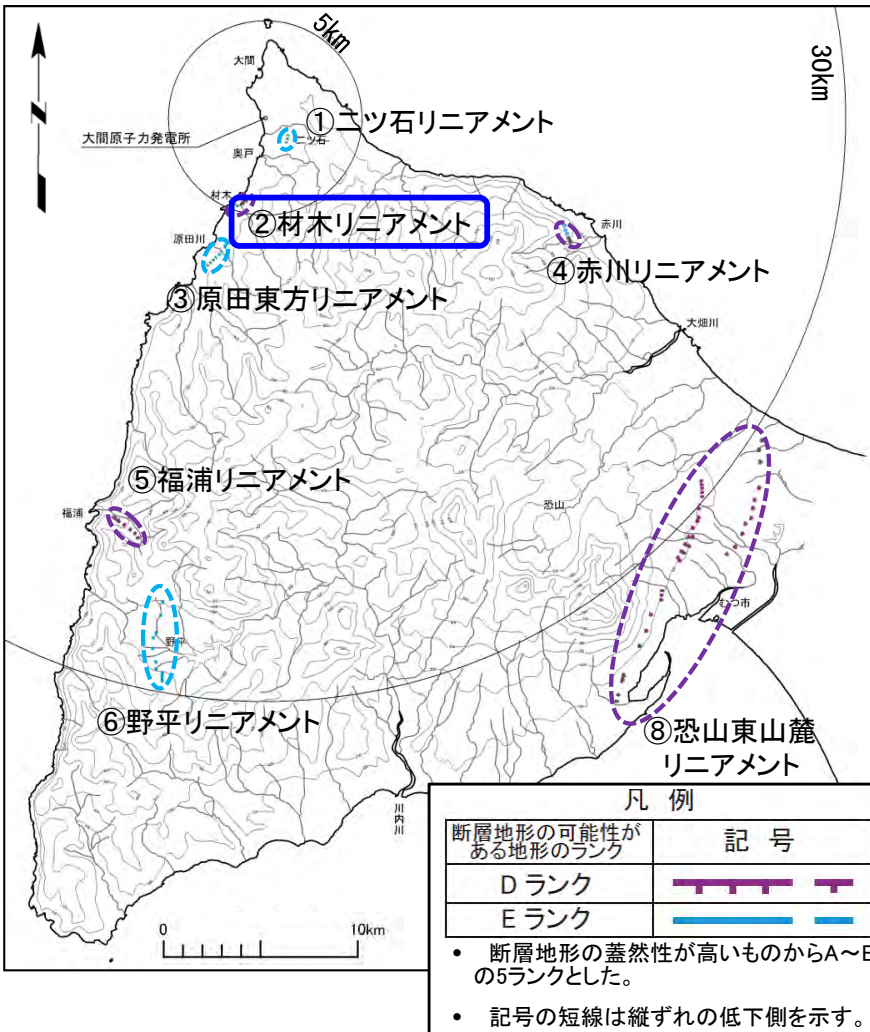 5km
30km
N
大間
①二ツ石リニアメント
二ツ石
大間原子力発電所
奥戸
材木
②材木リニアメント
赤川
原田川
④赤川リニアメント
③原田東方リニアメント
大畑川
⑤福浦リニアメント
福浦
恐山
むつ市
野平
⑥野平リニアメント
⑧恐山東山麓
リニアメント
川内川
0 10km
凡 例
断層地形の可能性が
ある地形のランク
記 号
D ランク
E ランク
• 断層地形の蓋然性が高いものからA～E
の5ランクとした。
• 記号の短線は縦ずれの低下側を示す。